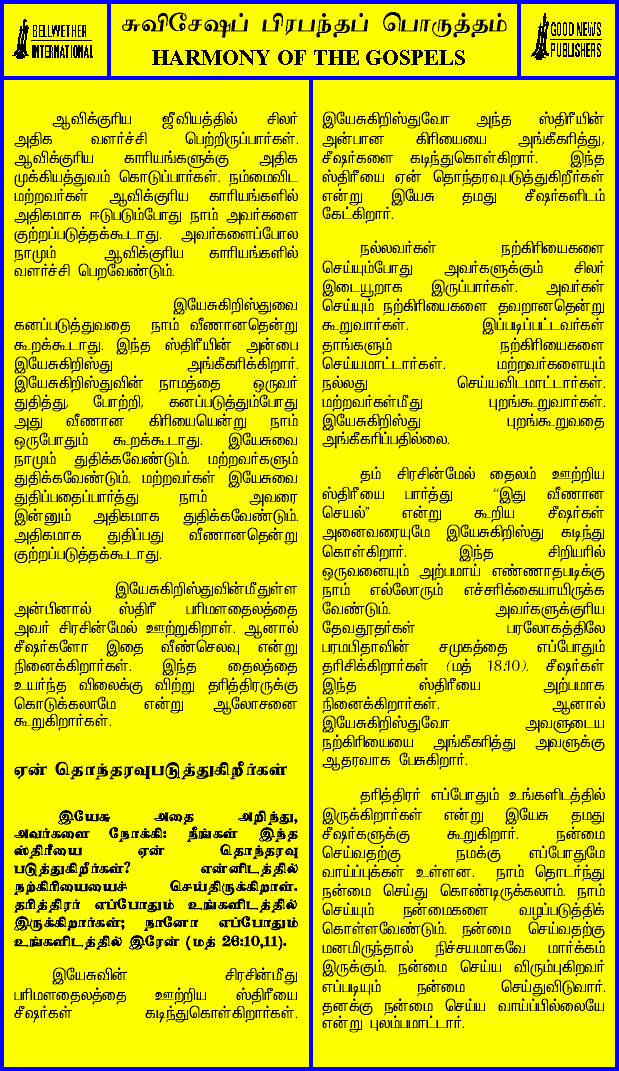 BELLWETHER
INTERNATIONAL
சுவிசேஷப் பிரபந்தப் பொருத்தம்
HARMONY OF THE GOSPELS
GOOD NEWS
PUBLISHERS
ஆவிக்குரிய ஜீவியத்தில் சிலர்
அதிக வளர்ச்சி பெற்றிருப்பார்கள்.
ஆவிக்குரிய காரியங்களுக்கு அதிக
முக்கியத்துவம் கொடுப்பார்கள். நம்மைவிட
மற்றவர்கள் ஆவிக்குரிய காரியங்களில்
அதிகமாக ஈடுபடும்போது நாம் அவர்களை
குற்றப்படுத்தக்கூடாது. அவர்களைப்போல
நாமும் ஆவிக்குரிய காரியங்களில்
வளர்ச்சி பெறவேண்டும்.
இயேசுகிறிஸ்துவை
கனப்படுத்துவதை நாம் வீணானதென்று
கூறக்கூடாது. இந்த ஸ்திரீயின் அன்பை
இயேசுகிறிஸ்து அங்கீகரிக்கிறார்.
இயேசுகிறிஸ்துவின் நாமத்தை ஒருவர்
துதித்து, போற்றி, கனப்படுத்தும்போது
அது வீணான கிரியையென்று நாம்
ஒருபோதும் கூறக்கூடாது. இயேசுவை
நாமும் துதிக்கவேண்டும். மற்றவர்களும்
துதிக்கவேண்டும். மற்றவர்கள் இயேசுவை
துதிப்பதைப்பார்த்து நாம் அவரை
இன்னும் அதிகமாக துதிக்கவேண்டும்.
அதிகமாக துதிப்பது வீணானதென்று
குற்றப்படுத்தக்கூடாது.
இயேசுகிறிஸ்துவின்மீதுள்ள
அன்பினால் ஸ்திரீ பரிமளதைலத்தை
அவர் சிரசின்மேல் ஊற்றுகிறாள். ஆனால்
சீஷர்களோ இதை வீண்செலவு என்று
நினைக்கிறார்கள். இந்த தைலத்தை
உயர்ந்த விலைக்கு விற்று தரித்திரருக்கு
கொடுக்கலாமே என்று ஆலோசனை
கூறுகிறார்கள்.
ஏன் தொந்தரவுபடுத்துகிறீர்கள்
இயேசு அதை அறிந்து,
அவர்களை நோக்கி: நீங்கள் இந்த
ஸ்திரீயை ஏன் தொந்தரவு
படுத்துகிறீர்கள்? என்னிடத்தில்
நற்கிரியையைச் செய்திருக்கிறாள்.
தரித்திரர் எப்போதும் உங்களிடத்தில்
இருக்கிறார்கள்; நானோ எப்போதும்
உங்களிடத்தில் இரேன் (மத் 26:10,11).
இயேசுவின் சிரசின்மீது
பரிமளதைலத்தை ஊற்றிய ஸ்திரீயை
சீஷர்கள் கடிந்துகொள்கிறார்கள்.
இயேசுகிறிஸ்துவோ அந்த ஸ்திரீயின்
அன்பான கிரியையை அங்கீகரித்து,
சீஷர்களை கடிந்துகொள்கிறார். இந்த
ஸ்திரீயை ஏன் தொந்தரவுபடுத்துகிறீர்கள்
என்று இயேசு தமது சீஷர்களிடம்
கேட்கிறார்.
நல்லவர்கள் நற்கிரியைகளை
செய்யும்போது அவர்களுக்கும் சிலர்
இடையூறாக இருப்பார்கள். அவர்கள்
செய்யும் நற்கிரியைகளை தவறானதென்று
கூறுவார்கள். இப்படிப்பட்டவர்கள்
தாங்களும் நற்கிரியைகளை
செய்யமாட்டார்கள். மற்றவர்களையும்
நல்லது செய்யவிடமாட்டார்கள்.
மற்றவர்கள்மீது புறங்கூறுவார்கள்.
இயேசுகிறிஸ்து புறங்கூறுவதை
அங்கீகரிப்பதில்லை.
தம் சிரசின்மேல் தைலம் ஊற்றிய
ஸ்திரீயை பார்த்து “இது வீணான
செயல்” என்று கூறிய சீஷர்கள்
அனைவரையுமே இயேசுகிறிஸ்து கடிந்து
கொள்கிறார். இந்த சிறியரில்
ஒருவனையும் அற்பமாய் எண்ணாதபடிக்கு
நாம் எல்லோரும் எச்சரிக்கையாயிருக்க
வேண்டும். அவர்களுக்குரிய
தேவதூதர்கள் பரலோகத்திலே
பரமபிதாவின் சமுகத்தை எப்போதும்
தரிசிக்கிறார்கள் (மத் 18:10). சீஷர்கள்
இந்த ஸ்திரீயை அற்பமாக
நினைக்கிறார்கள். ஆனால்
இயேசுகிறிஸ்துவோ அவளுடைய
நற்கிரியையை அங்கீகரித்து அவளுக்கு
ஆதரவாக பேசுகிறார்.
தரித்திரர் எப்போதும் உங்களிடத்தில்
இருக்கிறார்கள் என்று இயேசு தமது
சீஷர்களுக்கு கூறுகிறார். நன்மை
செய்வதற்கு நமக்கு எப்போதுமே
வாய்ப்புக்கள் உள்ளன. நாம் தொடர்ந்து
நன்மை செய்து கொண்டிருக்கலாம். நாம்
செய்யும் நன்மைகளை வழப்படுத்திக்
கொள்ளவேண்டும். நன்மை செய்வதற்கு
மனமிருந்தால் நிச்சயமாகவே மார்க்கம்
இருக்கும். நன்மை செய்ய விரும்புகிறவர்
எப்படியும் நன்மை செய்துவிடுவார்.
தனக்கு நன்மை செய்ய வாய்ப்பில்லையே
என்று புலம்பமாட்டார்.